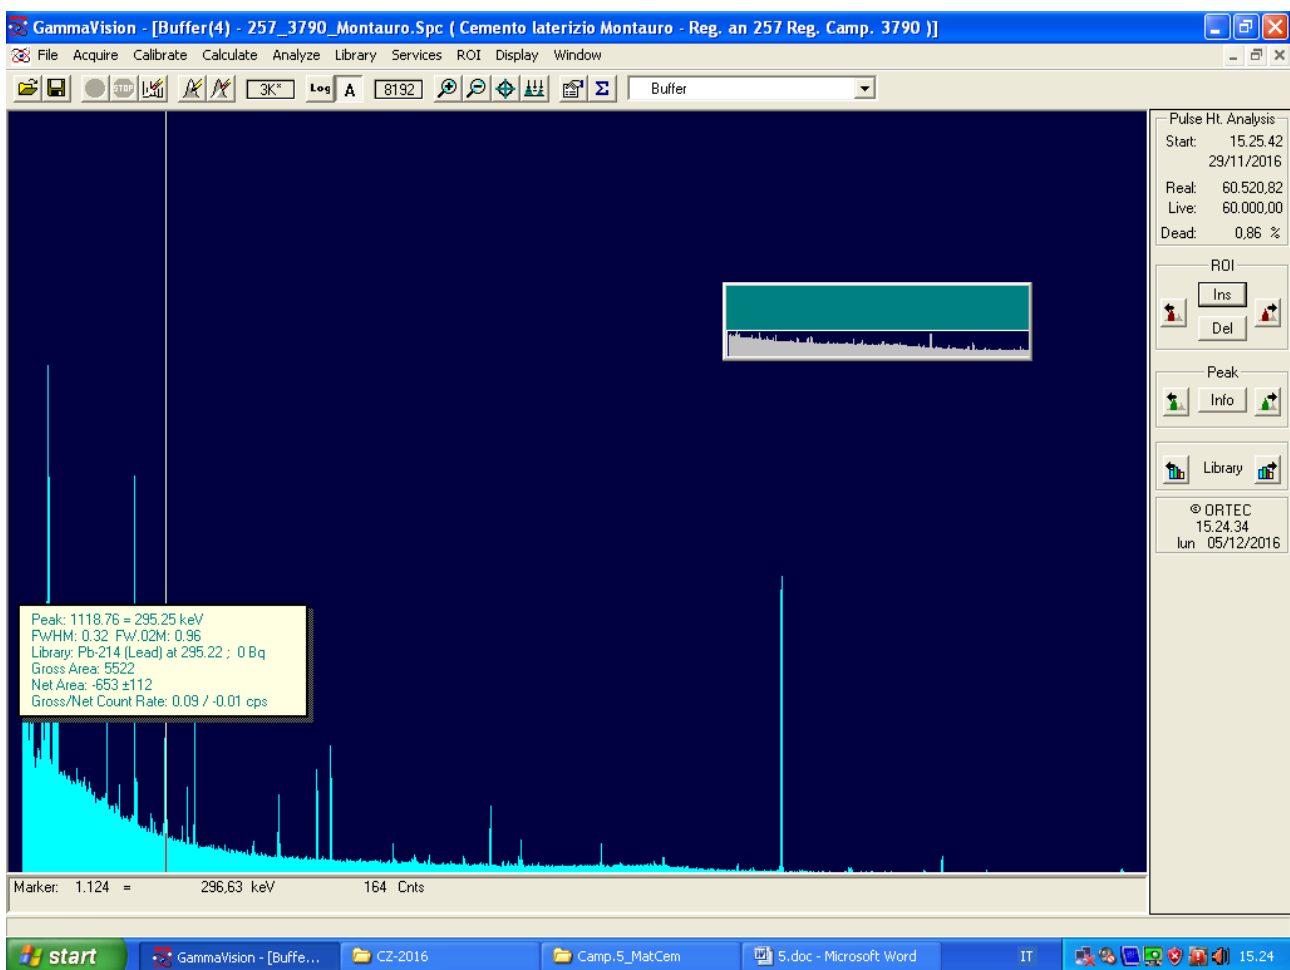 GammaVision - [Buffer(4) - 257_3790_Montauro.Spc ( Cemento laterizio Montauro - Reg. an 257 Reg. Camp. 3790 )]
File Acquire Calibrate Calculate Analyze Library Services ROI Display Window
STOP 3K* Log A 8192 Σ Buffer
Pulse Ht. Analysis
Start: 15.25.42
29/11/2016
Real: 60.520,82
Live: 60.000,00
Dead: 0,86 %
ROI
Ins
Del
Peak
Info
Library
© ORTEC
15.24.34
lun 05/12/2016
Peak: 1118.76 = 295.25 keV
FWHM: 0.32 FW.02M: 0.96
Library: Pb-214 (Lead) at 295.22 ; 0 Bq
Gross Area: 5522
Net Area: -653 ±112
Gross/Net Count Rate: 0.09 / -0.01 cps
Marker: 1.124 = 296,63 keV 164 Cnts
start GammaVision - [Buffe... CZ-2016 Camp.5_MatCem 5.doc - Microsoft Word IT 15.24